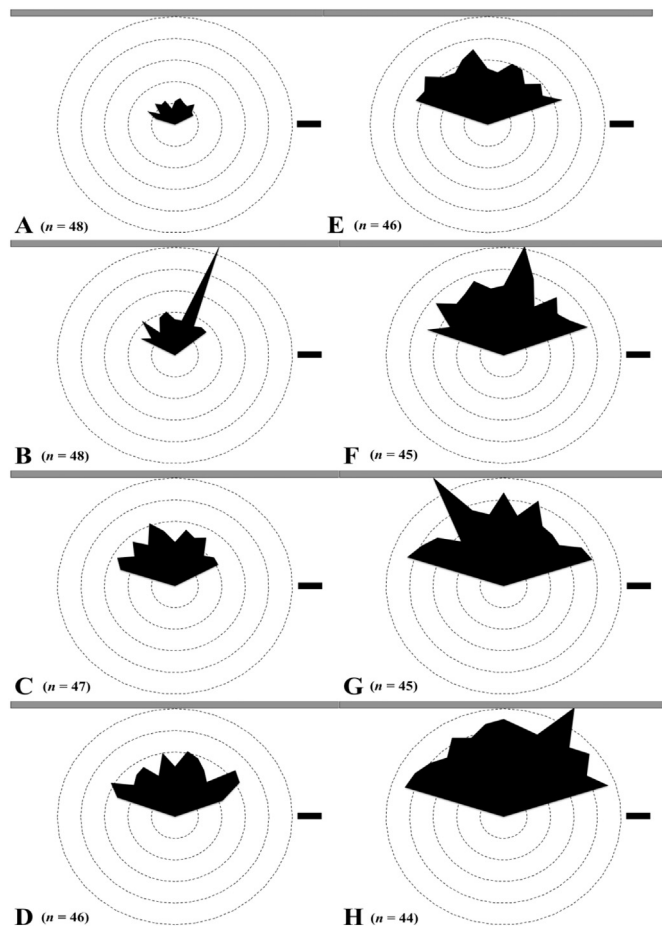 A (n = 48)
E (n = 46)
B (n = 48)
F (n = 45)
C (n = 47)
G (n = 45)
D (n = 46)
H (n = 44)